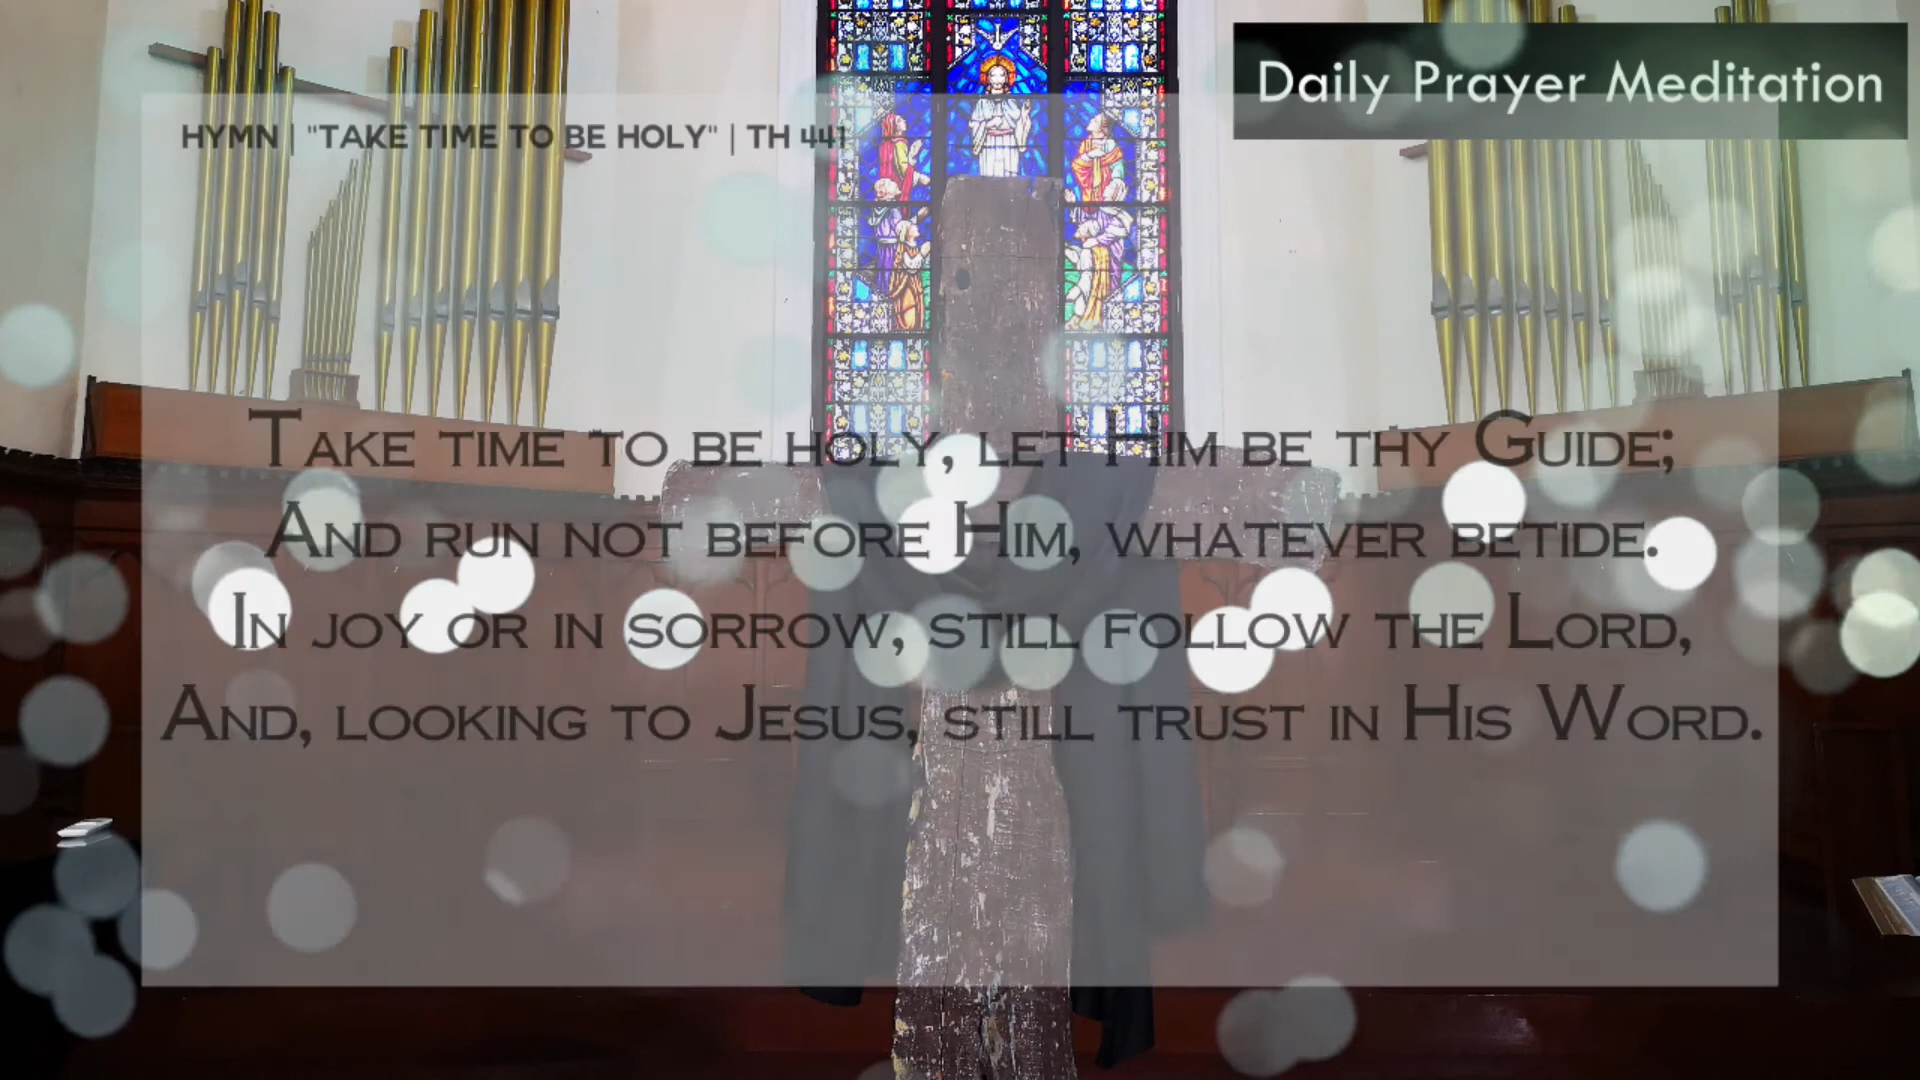 Daily Prayer Meditation
HYMN | "TAKE TIME TO BE HOLY" | TH 441
TAKE TIME TO BE HOLY, LET HIM BE THY GUIDE;
AND RUN NOT BEFORE HIM, WHATEVER BETIDE.
IN JOY OR IN SORROW, STILL FOLLOW THE LORD,
AND, LOOKING TO JESUS, STILL TRUST IN HIS WORD.